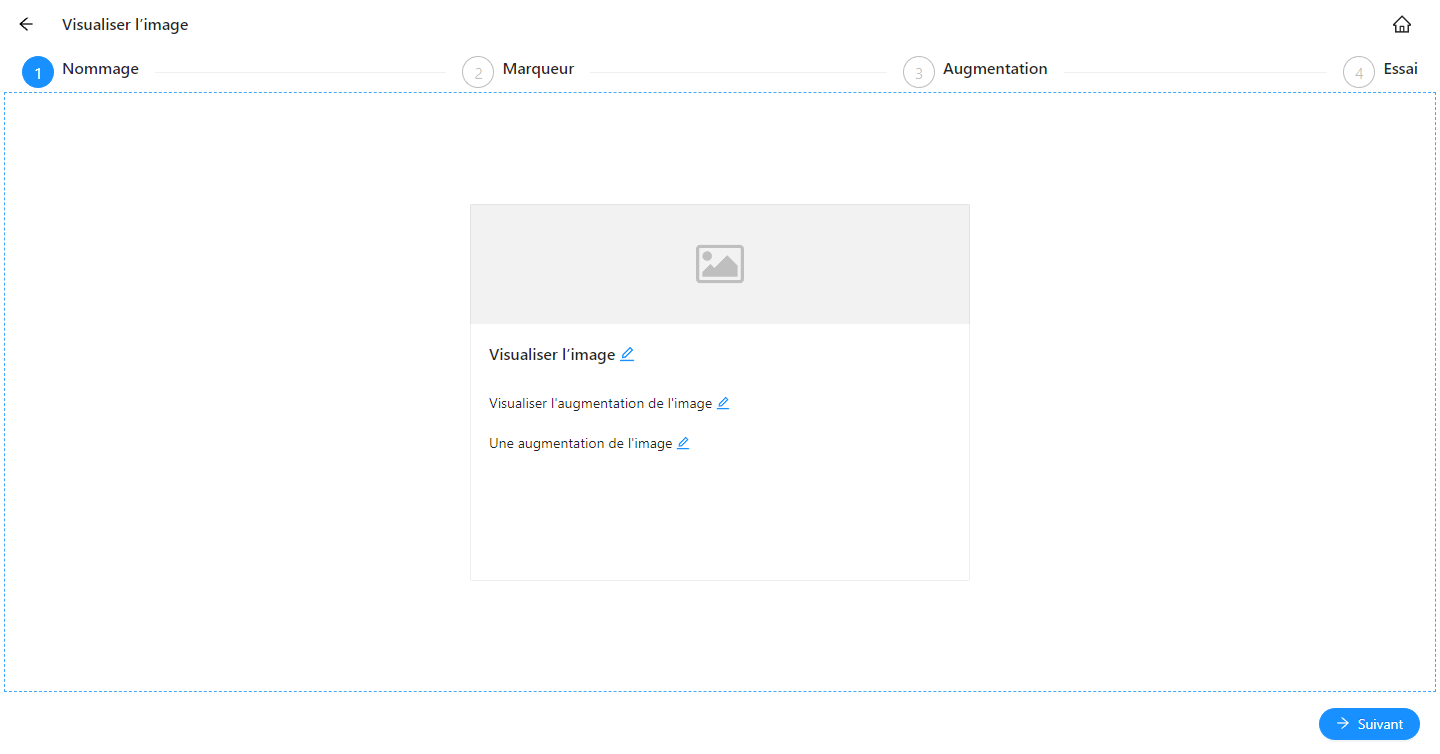 Visualiser l’image
1 Nommage 2 Marqueur 3 Augmentation 4 Essai
Visualiser l’image
Visualiser l'augmentation de l'image
Une augmentation de l'image
Suivant